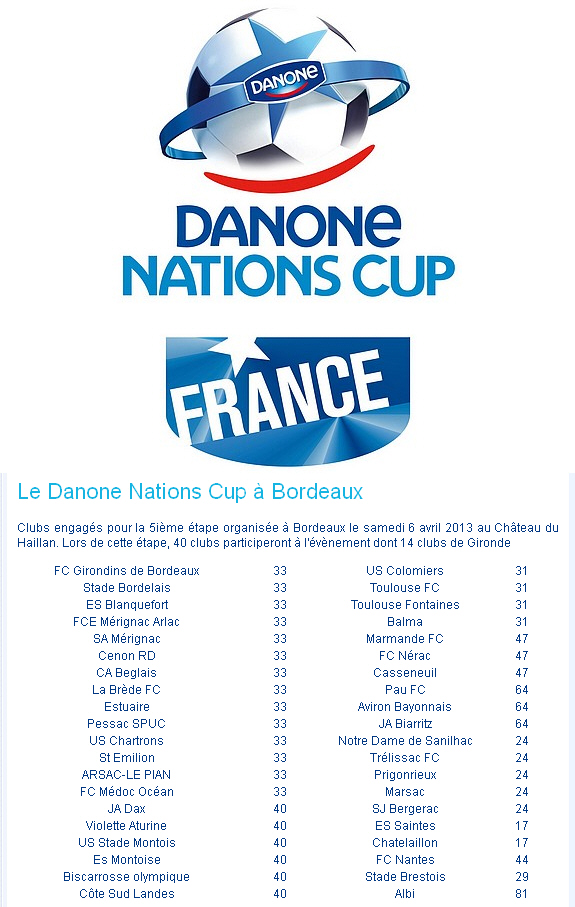 DANONE
DANONE
NATIONS CUP
FRANCE
Le Danone Nations Cup à Bordeaux
Clubs engagés pour la 5ième étape organisée à Bordeaux le samedi 6 avril 2013 au Château du
Haillan. Lors de cette étape, 40 clubs participeront à l'évènement dont 14 clubs de Gironde
FC Girondins de Bordeaux 33 US Colomiers 31
Stade Bordelais 33 Toulouse FC 31
ES Blanquefort 33 Toulouse Fontaines 31
FCE Mérignac Arlac 33 Balma 31
SA Mérignac 33 Marmande FC 47
Cenon RD 33 FC Nérac 47
CA Beglais 33 Casseneuil 47
La Brède FC 33 Pau FC 64
Estuaire 33 Aviron Bayonnais 64
Pessac SPUC 33 JA Biarritz 64
US Chartrons 33 Notre Dame de Sanilhac 24
St Emilion 33 Trélissac FC 24
ARSAC-LE PIAN 33 Prigonrieux 24
FC Médoc Océan 33 Marsac 24
JA Dax 40 SJ Bergerac 24
Violette Aturine 40 ES Saintes 17
US Stade Montois 40 Chatelaillon 17
Es Montoise 40 FC Nantes 44
Biscarrosse olympique 40 Stade Brestois 29
Côte Sud Landes 40 Albi 81